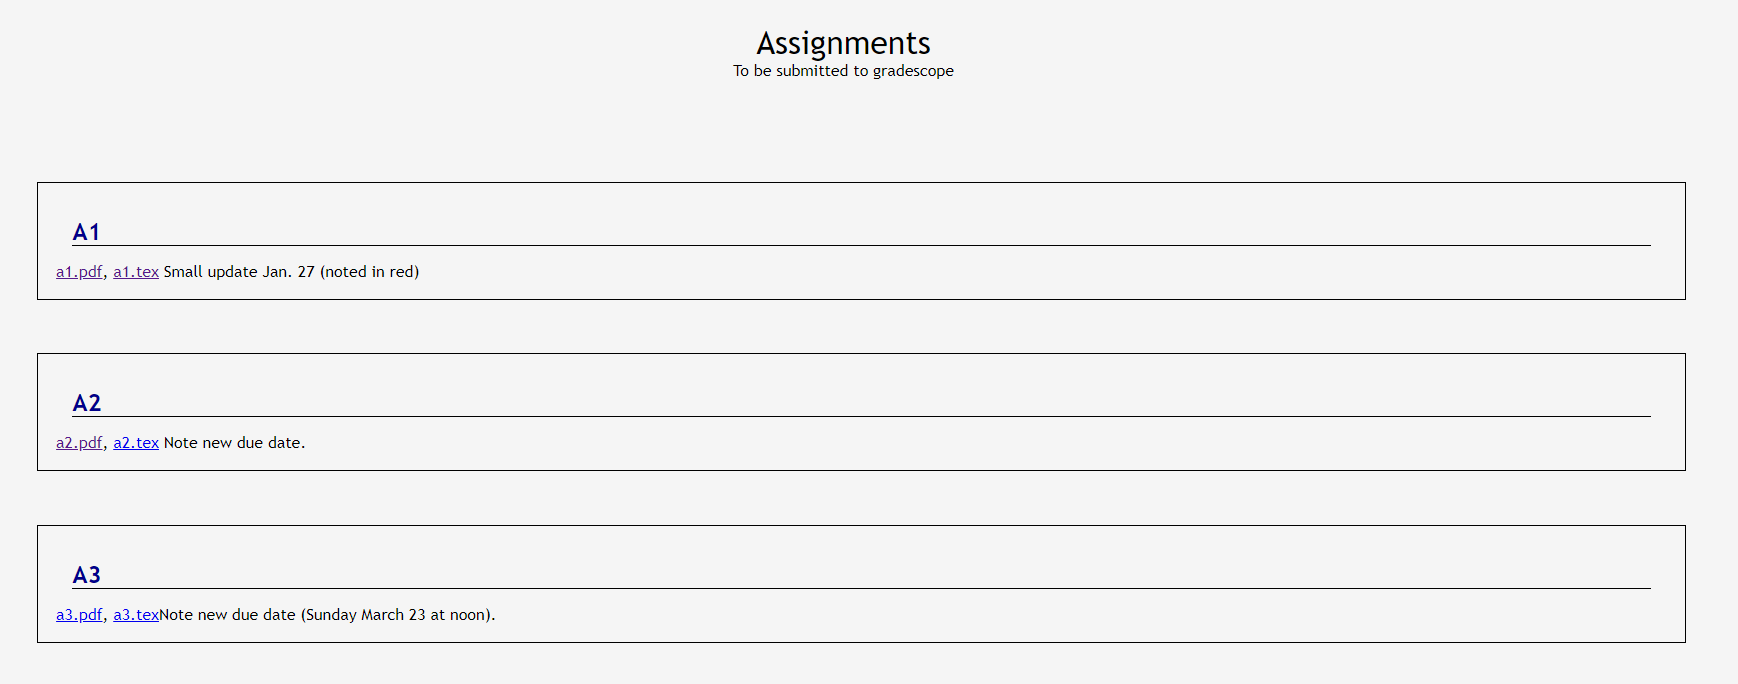 Assignments
To be submitted to gradescope
A1
a1.pdf, a1.tex Small update Jan. 27 (noted in red)
A2
a2.pdf, a2.tex Note new due date.
A3
a3.pdf, a3.texNote new due date (Sunday March 23 at noon).